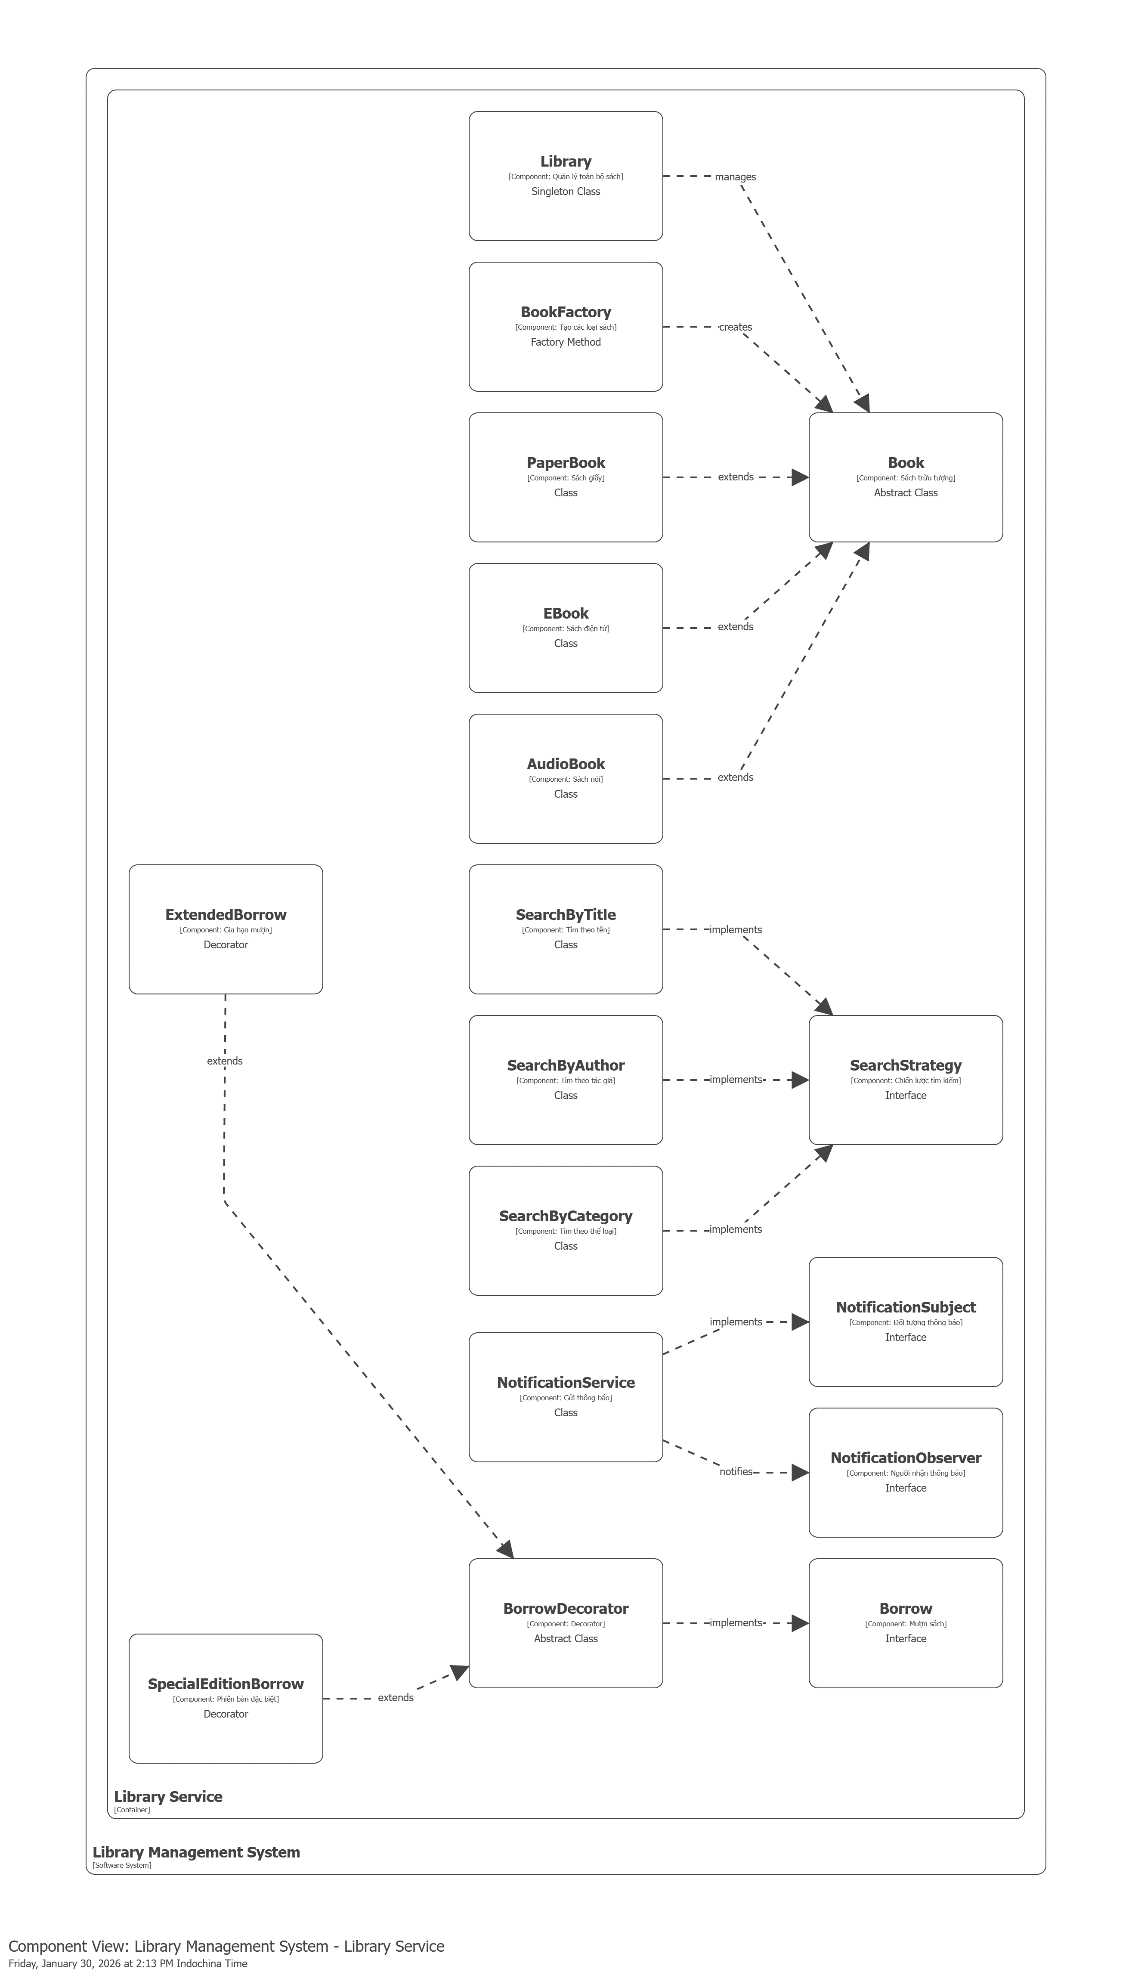 Library
[Component: Quản lý toàn bộ sách]
Singleton Class
manages
BookFactory
[Component: Tạo các loại sách]
Factory Method
creates
PaperBook
[Component: Sách giấy]
Class
extends
Book
[Component: Sách trừu tượng]
Abstract Class
EBook
[Component: Sách điện tử]
Class
extends
AudioBook
[Component: Sách nói]
Class
extends
ExtendedBorrow
[Component: Gia hạn mượn]
Decorator
extends
SearchByTitle
[Component: Tìm theo tên]
Class
implements
SearchByAuthor
[Component: Tìm theo tác giả]
Class
implements
SearchStrategy
[Component: Chiến lược tìm kiếm]
Interface
SearchByCategory
[Component: Tìm theo thể loại]
Class
implements
NotificationSubject
[Component: Đối tượng thông báo]
Interface
implements
NotificationService
[Component: Gửi thông báo]
Class
notifies
NotificationObserver
[Component: Người nhận thông báo]
Interface
BorrowDecorator
[Component: Decorator]
Abstract Class
implements
Borrow
[Component: Mượn sách]
Interface
SpecialEditionBorrow
[Component: Phiên bản đặc biệt]
Decorator
extends
Library Service
[Container]
Library Management System
[Software System]
Component View: Library Management System - Library Service
Friday, January 30, 2026 at 2:13 PM Indochina Time